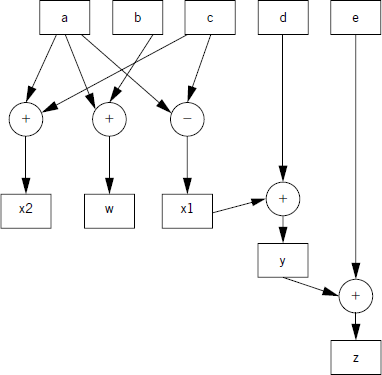 a b c d e
+ + −
x2 w x1 +
y
+
z